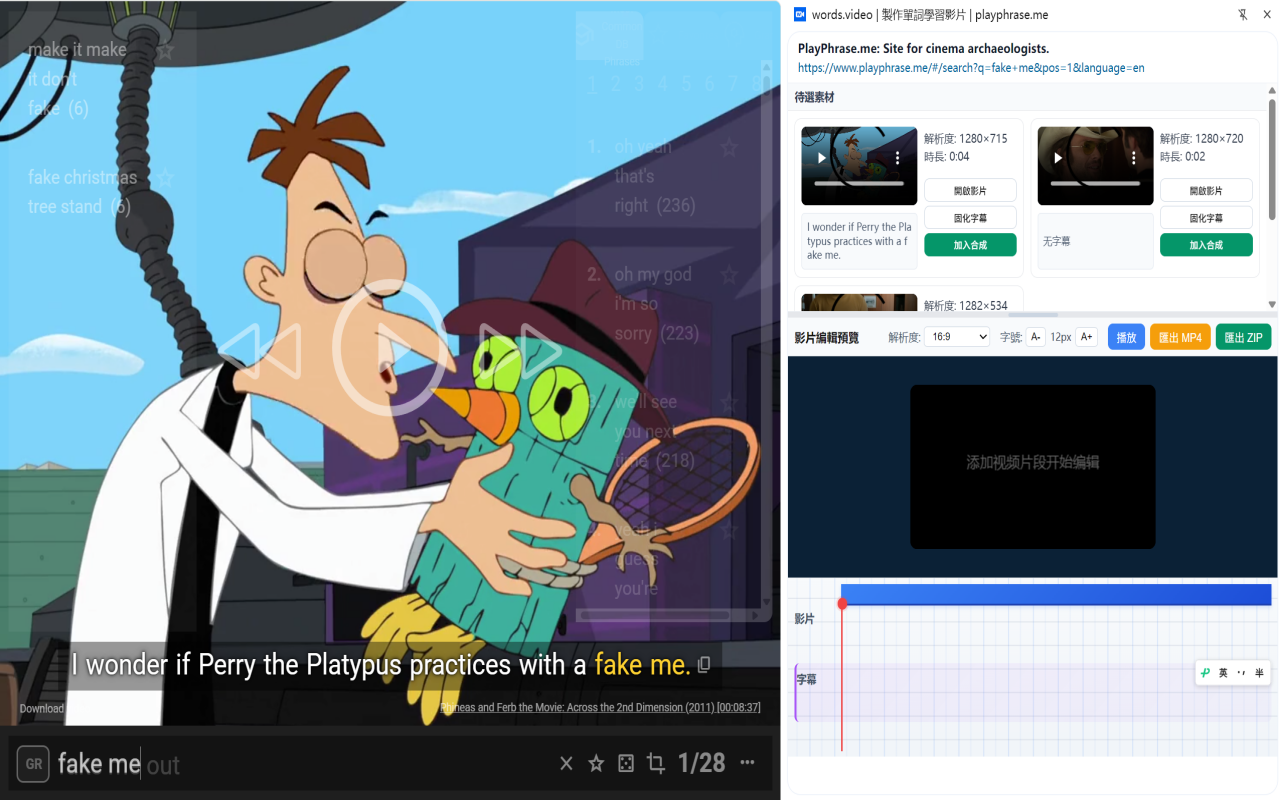 make it make
it don't
fake (6)
fake christmas
tree stand (6)
1 2 3 4 5 6 7 8
1. oh yeah
that's
right (236)
2. oh my god
i'm so
sorry (223)
3. we'll see
you next
time (218)
yeah i
guess
you're
I wonder if Perry the Platypus practices with a fake me.
Download
Phineas and Ferb the Movie: Across the 2nd Dimension (2011) [00:08:37]
GR fake me out
1/28
words.video | 製作單詞學習影片 | playphrase.me
PlayPhrase.me: Site for cinema archaeologists.
https://www.playphrase.me/#/search?q=fake+me&pos=1&language=en
待選素材
解析度: 1280×715
時長: 0:04
開啟影片
固化字幕
加入合成
I wonder if Perry the Pla
typus practices with a f
ake me.
解析度: 1280×720
時長: 0:02
開啟影片
固化字幕
加入合成
无字幕
解析度: 1282×534
影片編輯預覽 解析度: 16:9 字號: A- 12px A+ 播放 匯出 MP4 匯出 ZIP
添加视频片段开始编辑
影片
字幕
英 半